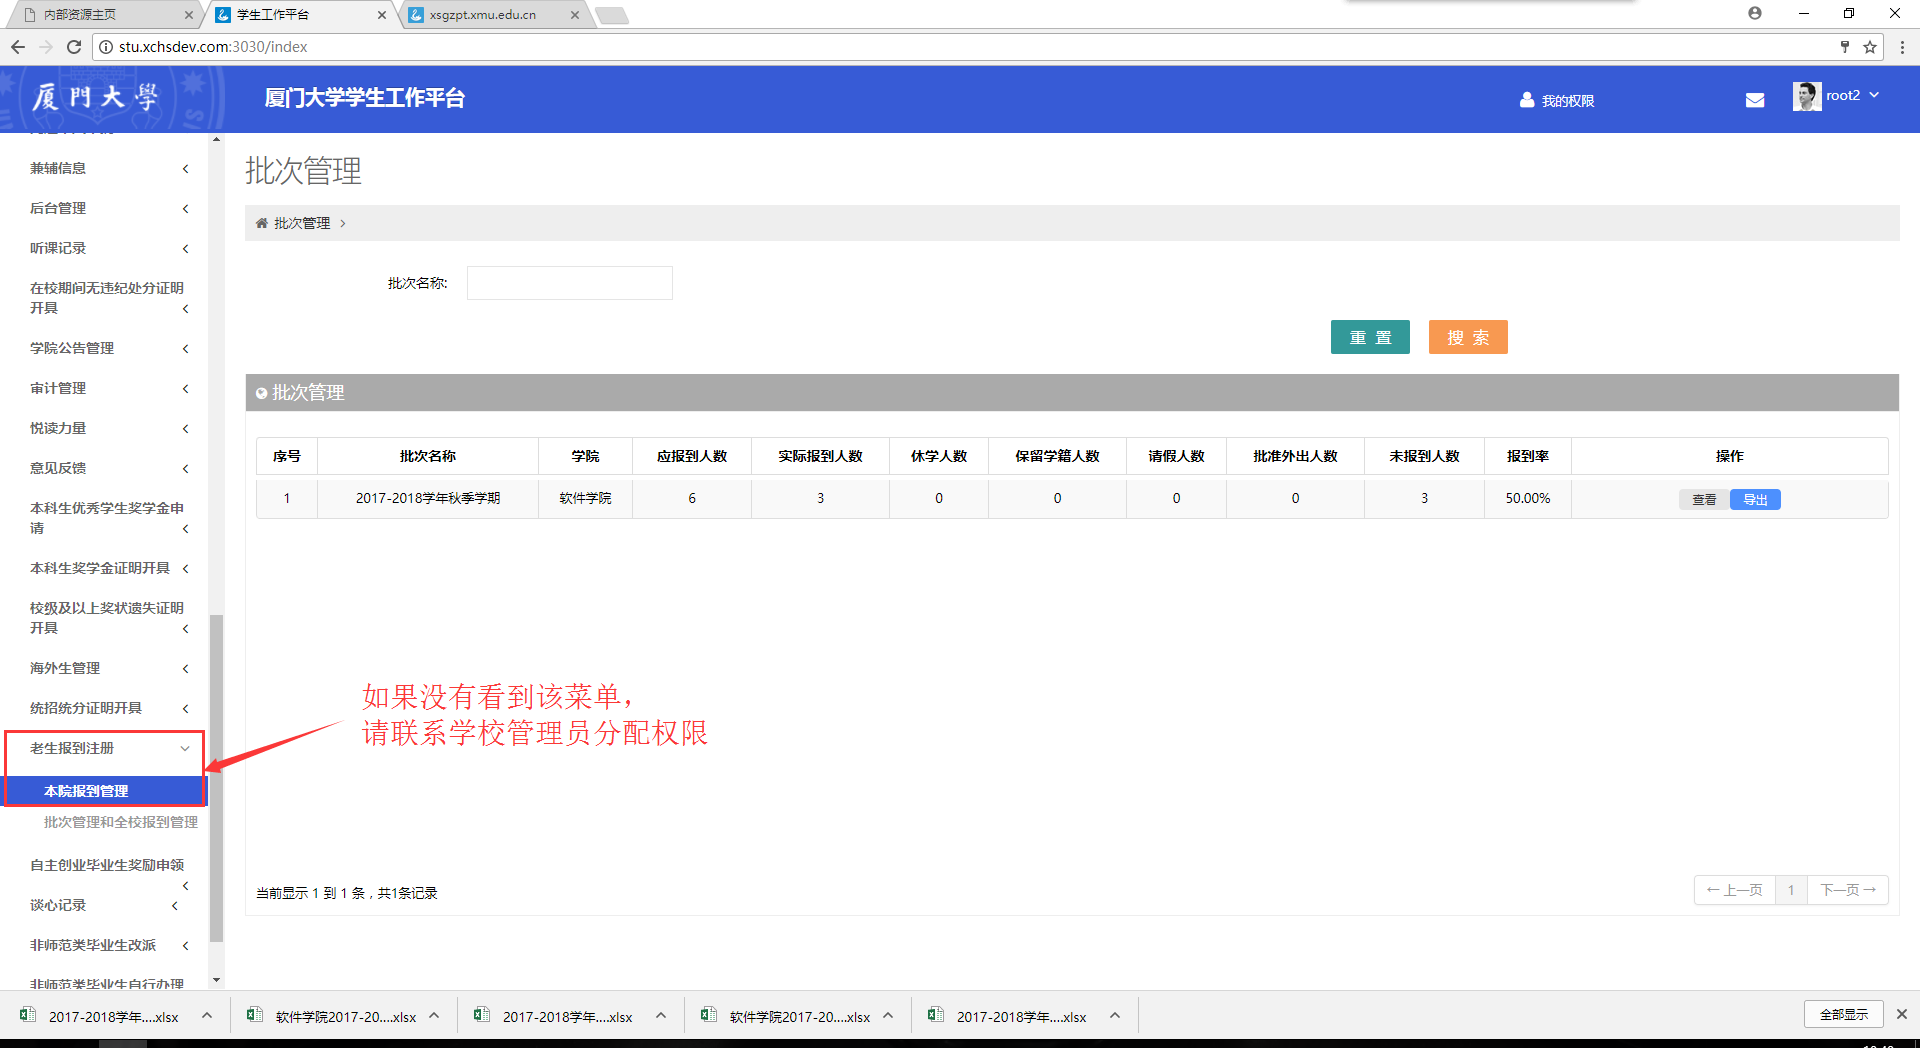 内部资源主页
学生工作平台
xsgzpt.xmu.edu.cn
stu.xchsdev.com:3030/index
厦門大學
厦门大学学生工作平台
我的权限
root2
兼辅信息
后台管理
听课记录
在校期间无违纪处分证明
开具
学院公告管理
审计管理
悦读力量
意见反馈
本科生优秀学生奖学金申
请
本科生奖学金证明开具
校级及以上奖状遗失证明
开具
海外生管理
统招统分证明开具
老生报到注册
本院报到管理
批次管理和全校报到管理
自主创业毕业生奖励申领
谈心记录
非师范类毕业生改派
非师范类毕业生自行办理
批次管理
批次管理
批次名称:
重 置 搜 索
批次管理
序号 批次名称 学院 应报到人数 实际报到人数 休学人数 保留学籍人数 请假人数 批准外出人数 未报到人数 报到率 操作
1 2017-2018学年秋季学期 软件学院 6 3 0 0 0 0 3 50.00% 查看 导出
如果没有看到该菜单，
请联系学校管理员分配权限
当前显示 1 到 1 条，共1条记录
←上一页 1 下一页→
2017-2018学年....xlsx
软件学院2017-20....xlsx
2017-2018学年....xlsx
软件学院2017-20....xlsx
2017-2018学年....xlsx
全部显示